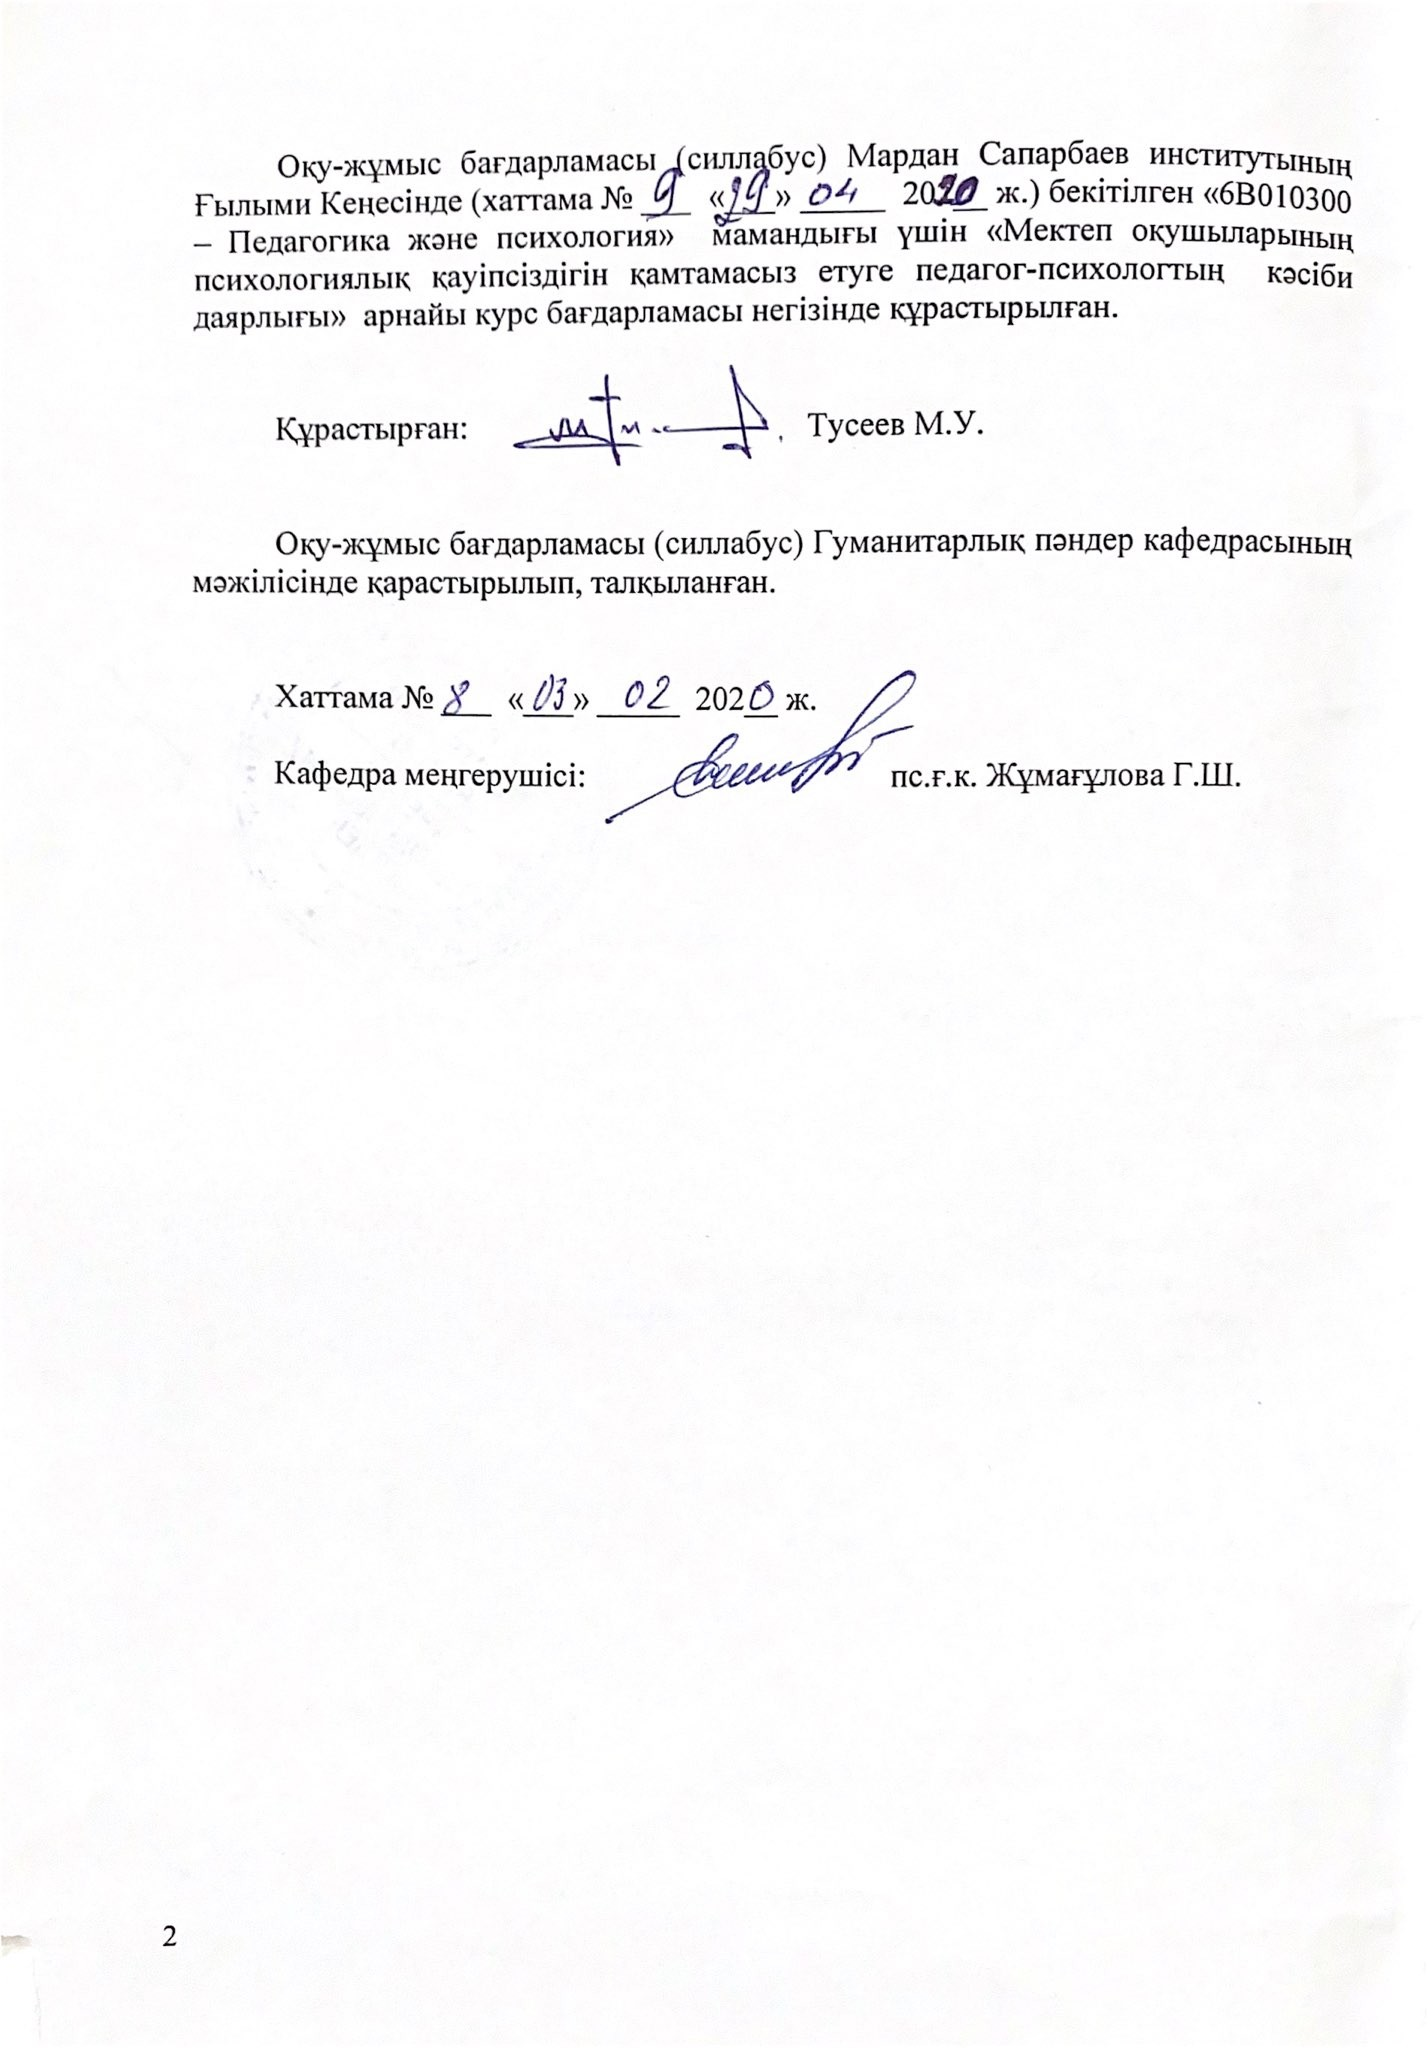 Оқу-жұмыс бағдарламасы (силлабус) Мардан Сапарбаев институтының
Ғылыми Кеңесінде (хаттама № 9 «29» 04 2020 ж.) бекітілген «6В010300
– Педагогика және психология» мамандығы үшін «Мектеп оқушыларының
психологиялық қауіпсіздігін қамтамасыз етуге педагог-психологтың кәсіби
даярлығы» арнайы курс бағдарламасы негізінде құрастырылған.
Құрастырған: Тусеев М.У.
Оқу-жұмыс бағдарламасы (силлабус) Гуманитарлық пәндер кафедрасының
мәжілісінде қарастырылып, талқыланған.
Хаттама № 8 «03» 02 2020 ж.
Кафедра меңгерушісі: пс.ғ.к. Жұмағұлова Г.Ш.
2